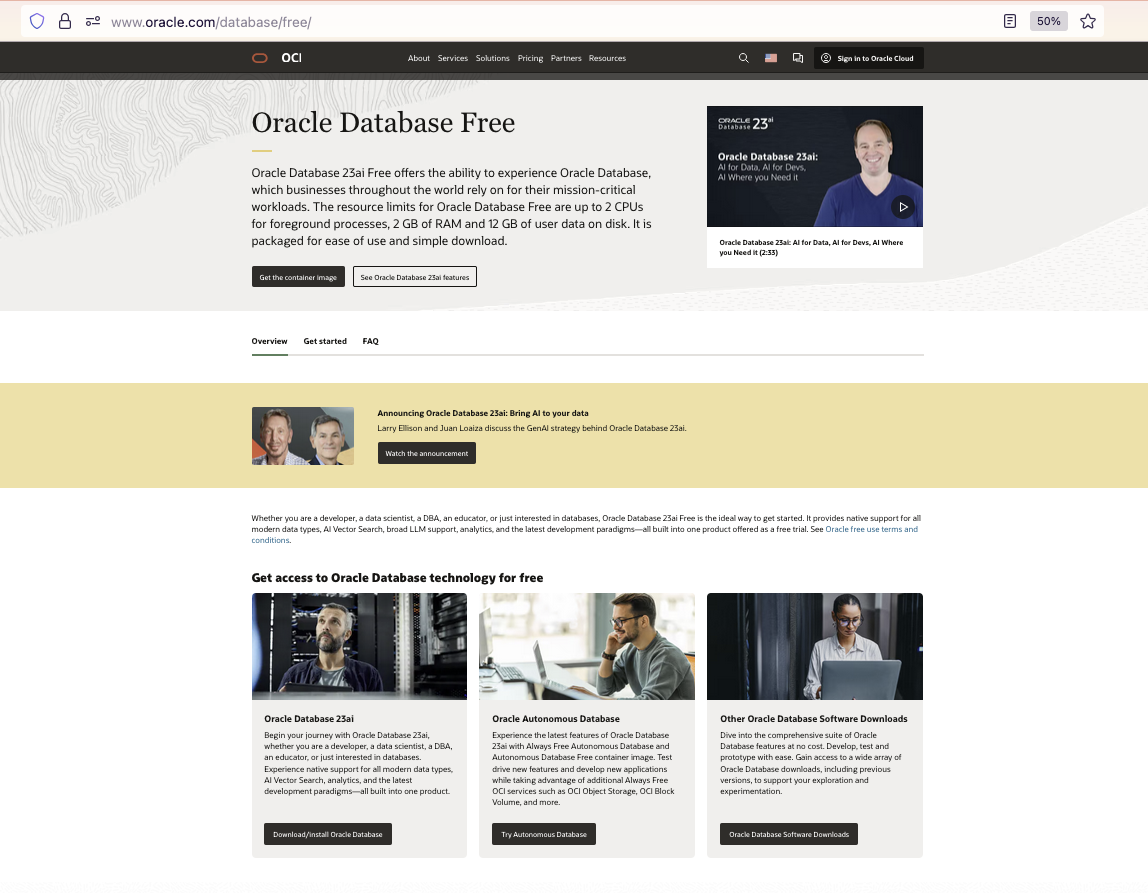 www.oracle.com/database/free/
50%
OCI
About Services Solutions Pricing Partners Resources
Sign in to Oracle Cloud
Oracle Database Free
Oracle Database 23ai Free offers the ability to experience Oracle Database,
which businesses throughout the world rely on for their mission-critical
workloads. The resource limits for Oracle Database Free are up to 2 CPUs
for foreground processes, 2 GB of RAM and 12 GB of user data on disk. It is
packaged for ease of use and simple download.
Get the container image
See Oracle Database 23ai features
ORACLE
Database 23ai
Oracle Database 23ai:
AI for Data, AI for Devs,
AI Where you Need it
Oracle Database 23ai: AI for Data, AI for Devs, AI Where
you Need it (2:33)
Overview Get started FAQ
Announcing Oracle Database 23ai: Bring AI to your data
Larry Ellison and Juan Loaiza discuss the GenAI strategy behind Oracle Database 23ai.
Watch the announcement
Whether you are a developer, a data scientist, a DBA, an educator, or just interested in databases, Oracle Database 23ai Free is the ideal way to get started. It provides native support for all
modern data types, AI Vector Search, broad LLM support, analytics, and the latest development paradigms—all built into one product offered as a free trial. See Oracle free use terms and
conditions.
Get access to Oracle Database technology for free
Oracle Database 23ai
Begin your journey with Oracle Database 23ai,
whether you are a developer, a data scientist, a DBA,
an educator, or just interested in databases.
Experience native support for all modern data types,
AI Vector Search, analytics, and the latest
development paradigms—all built into one product.
Download/install Oracle Database
Oracle Autonomous Database
Experience the latest features of Oracle Database
23ai with Always Free Autonomous Database and
Autonomous Database Free container image. Test
drive new features and develop new applications
while taking advantage of additional Always Free
OCI services such as OCI Object Storage, OCI Block
Volume, and more.
Try Autonomous Database
Other Oracle Database Software Downloads
Dive into the comprehensive suite of Oracle
Database features at no cost. Develop, test and
prototype with ease. Gain access to a wide array of
Oracle Database downloads, including previous
versions, to support your exploration and
experimentation.
Oracle Database Software Downloads